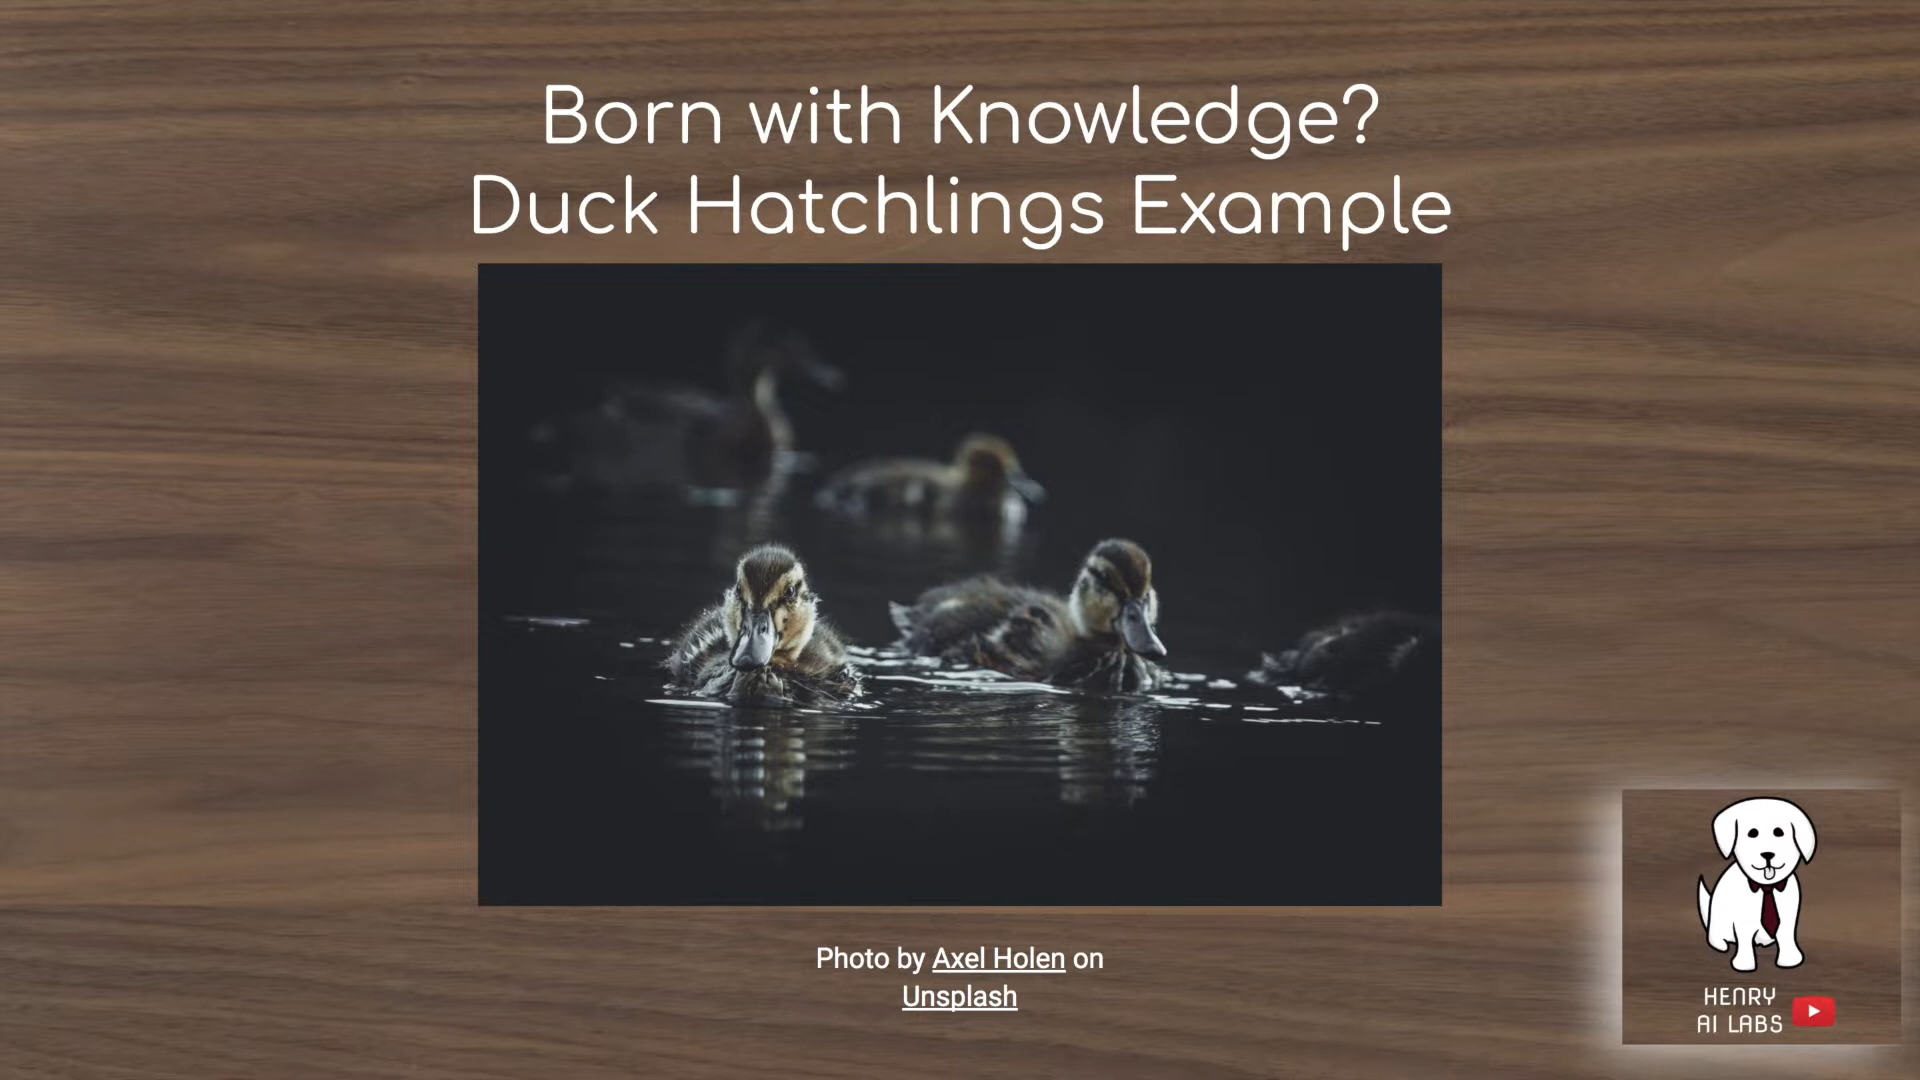 Born with Knowledge?
Duck Hatchlings Example
Photo by Axel Holen on
Unsplash
HENRY
AI LABS